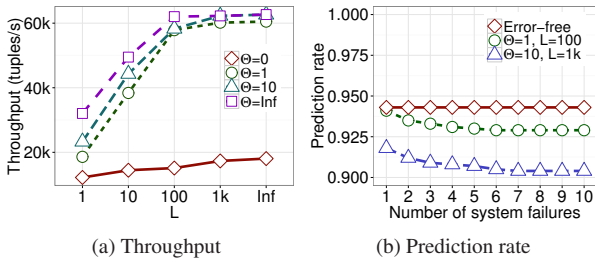 60k
40k
20k
Throughput (tuples/s)
Θ=0
Θ=1
Θ=10
Θ=Inf
1 10 100 1k Inf
L
(a) Throughput
1.000
0.975
0.950
0.925
0.900
Prediction rate
Error−free
Θ=1, L=100
Θ=10, L=1k
1 2 3 4 5 6 7 8 9 10
Number of system failures
(b) Prediction rate